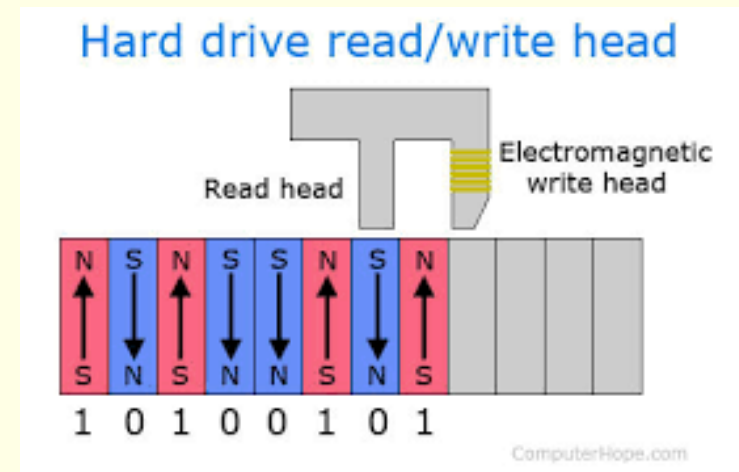 Hard drive read/write head
Electromagnetic
write head
Read head
N S N S S N S N
S N S N N S N S
1 0 1 0 0 1 0 1
ComputerHope.com